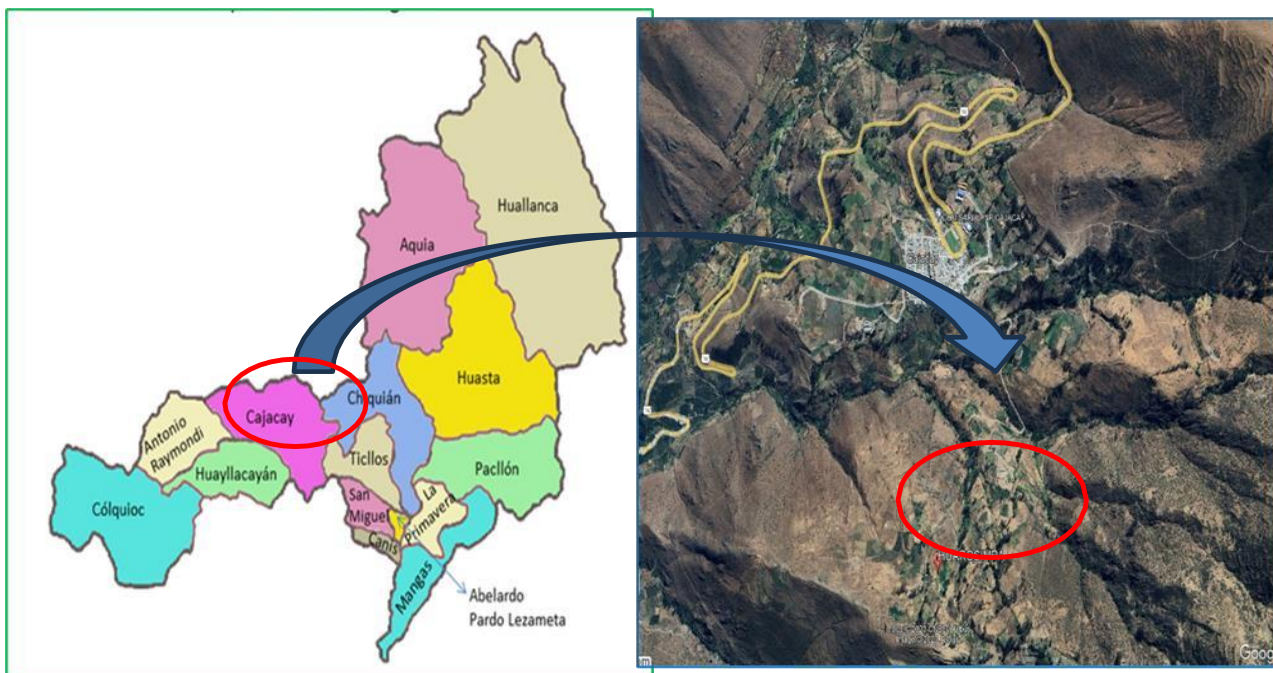 Huallanca
Aquia
Huasta
Chiquián
Cajacay
Antonio
Raymondi
Huayllacayán
Ticllos
Pacllón
Cólquioc
San
Miguel
La
Primavera
Canis
Mangas
Abelardo
Pardo Lezameta
Goog